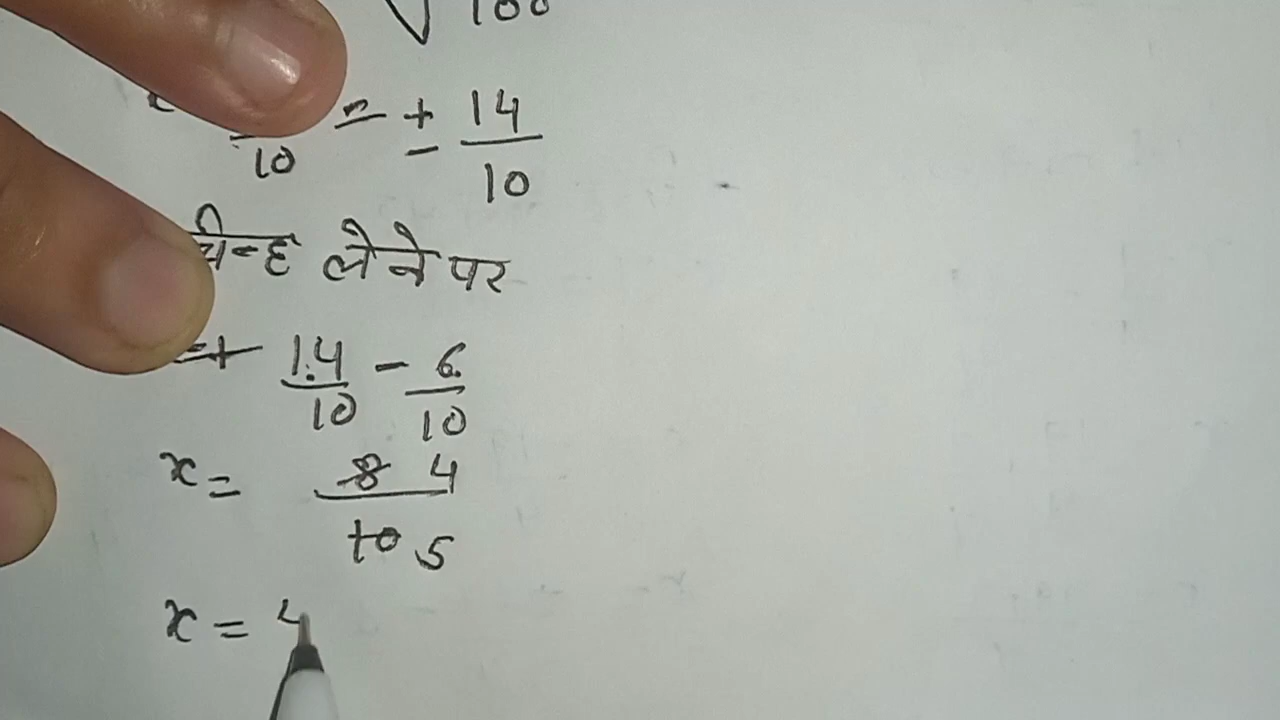 √ 100
x 10 = ± 14/10
चिन्ह लेने पर
=+ 14/10 - 6/10
x = 8 4 / 10 5
x = 4